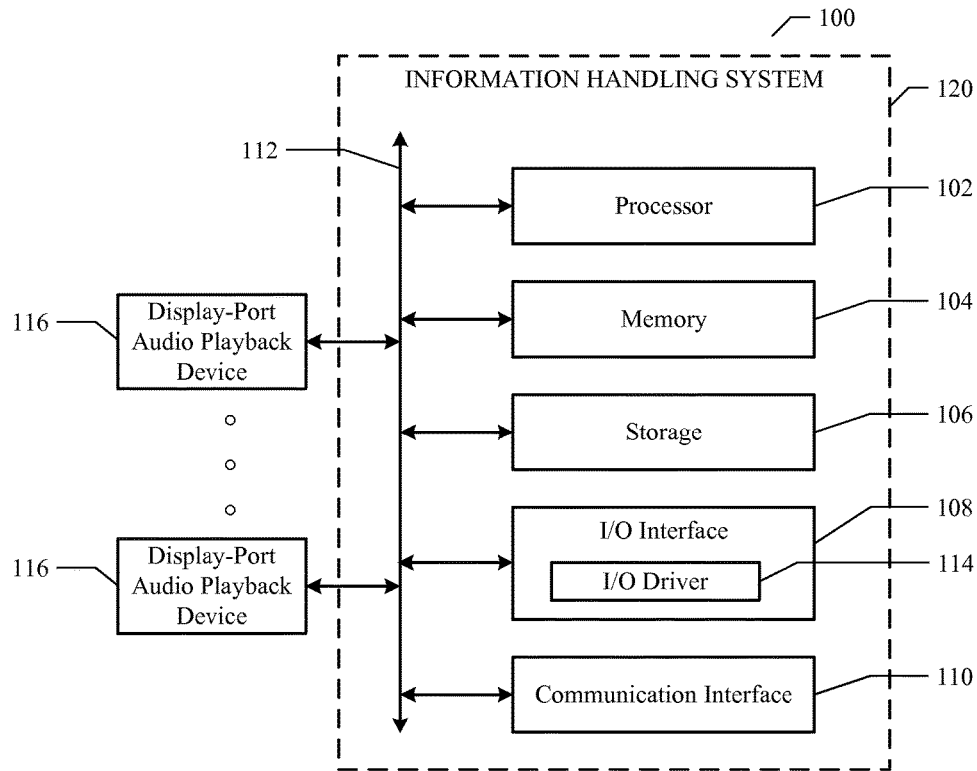 100
INFORMATION HANDLING SYSTEM
120
112
102
Processor
116
Display-Port
Audio Playback
Device
104
Memory
106
Storage
108
I/O Interface
114
I/O Driver
116
Display-Port
Audio Playback
Device
110
Communication Interface